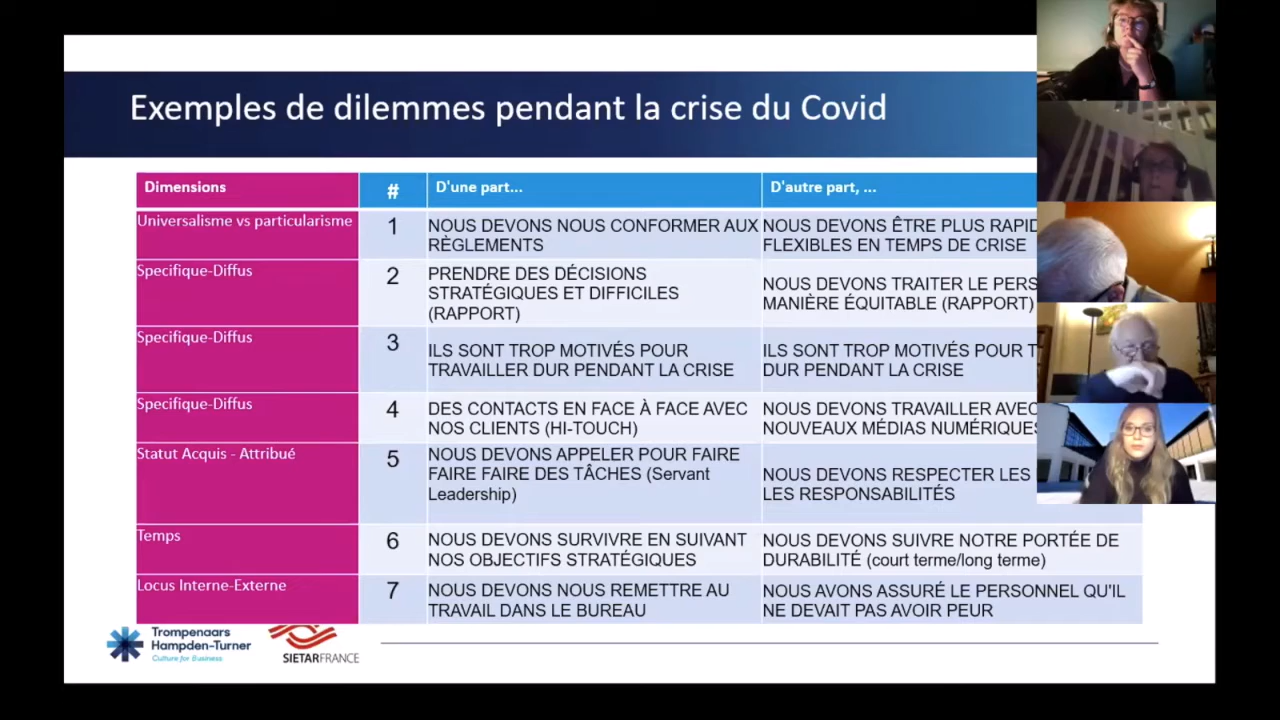 Exemples de dilemmes pendant la crise du Covid
Dimensions
#
D'une part...
D'autre part, ...
Universalisme vs particularisme
1
NOUS DEVONS NOUS CONFORMER AUX
RÈGLEMENTS
NOUS DEVONS ÊTRE PLUS
FLEXIBLES EN TEMPS DE CRISE
Specifique-Diffus
2
PRENDRE DES DÉCISIONS
STRATÉGIQUES ET DIFFICILES
(RAPPORT)
NOUS DEVONS TRAITER LE
MANIÈRE ÉQUITABLE (RAPPORT)
Specifique-Diffus
3
ILS SONT TROP MOTIVÉS POUR
TRAVAILLER DUR PENDANT LA CRISE
ILS SONT TROP MOTIVÉS POUR
DUR PENDANT LA CRISE
Specifique-Diffus
4
DES CONTACTS EN FACE À FACE AVEC
NOS CLIENTS (HI-TOUCH)
NOUS DEVONS TRAVAILLER AVEC
NOUVEAUX MÉDIAS NUMÉRIQUES
Statut Acquis - Attribué
5
NOUS DEVONS APPELER POUR FAIRE
FAIRE FAIRE DES TÂCHES (Servant
Leadership)
NOUS DEVONS RESPECTER LES
LES RESPONSABILITÉS
Temps
6
NOUS DEVONS SURVIVRE EN SUIVANT
NOS OBJECTIFS STRATÉGIQUES
NOUS DEVONS SUIVRE NOTRE PORTÉE DE
DURABILITÉ (court terme/long terme)
Locus Interne-Externe
7
NOUS DEVONS NOUS REMETTRE AU
TRAVAIL DANS LE BUREAU
NOUS AVONS ASSURÉ LE PERSONNEL QU'IL
NE DEVAIT PAS AVOIR PEUR
Trompenaars
Hampden-Turner
Culture for Business
SIETARFRANCE